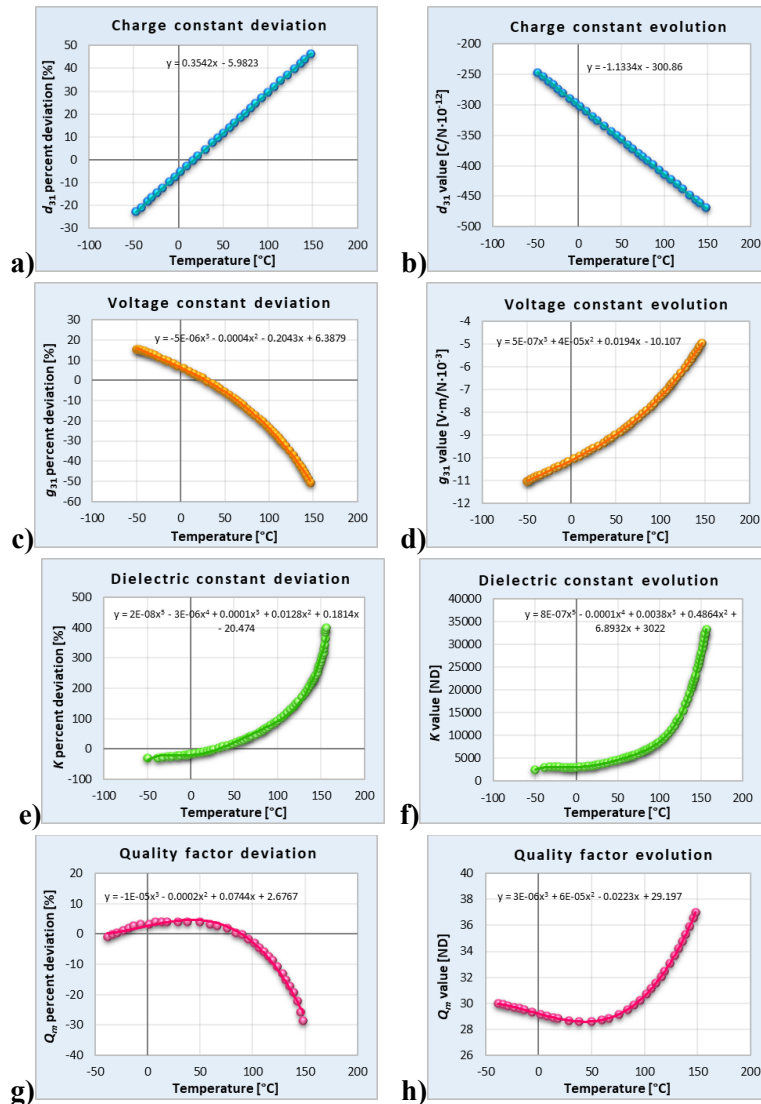 Charge constant deviation
y = 0.3542x - 5.9823
d31 percent deviation [%]
50
40
30
20
10
0
-10
-20
-30
-100 -50 0 50 100 150 200
Temperature [°C]
a)
Charge constant evolution
y = -1.1334x - 300.86
d31 value [C/N·10-12]
-200
-250
-300
-350
-400
-450
-500
-100 -50 0 50 100 150 200
Temperature [°C]
b)
Voltage constant deviation
y = -5E-06x³ - 0.0004x² - 0.2043x + 6.3879
g31 percent deviation [%]
30
20
10
0
-10
-20
-30
-40
-50
-60
-100 -50 0 50 100 150 200
Temperature [°C]
c)
Voltage constant evolution
y = 5E-07x³ + 4E-05x² + 0.0194x - 10.107
g31 value [V·m/N·10-3]
-4
-5
-6
-7
-8
-9
-10
-11
-12
-100 -50 0 50 100 150 200
Temperature [°C]
d)
Dielectric constant deviation
y = 2E-08x⁵ - 3E-06x⁴ + 0.0001x³ + 0.0128x² + 0.1814x
- 20.474
K percent deviation [%]
500
400
300
200
100
0
-100
-100 -50 0 50 100 150 200
Temperature [°C]
e)
Dielectric constant evolution
y = 8E-07x⁵ - 0.0001x⁴ + 0.0038x³ + 0.4864x² +
6.8932x + 3022
K value [ND]
40000
35000
30000
25000
20000
15000
10000
5000
0
-100 -50 0 50 100 150 200
Temperature [°C]
f)
Quality factor deviation
y = -1E-05x³ - 0.0002x² + 0.0744x + 2.6767
Qm percent deviation [%]
20
10
0
-10
-20
-30
-40
-50 0 50 100 150 200
Temperature [°C]
g)
Quality factor evolution
y = 3E-06x³ + 6E-05x² - 0.0223x + 29.197
Qm value [ND]
38
36
34
32
30
28
26
-50 0 50 100 150 200
Temperature [°C]
h)